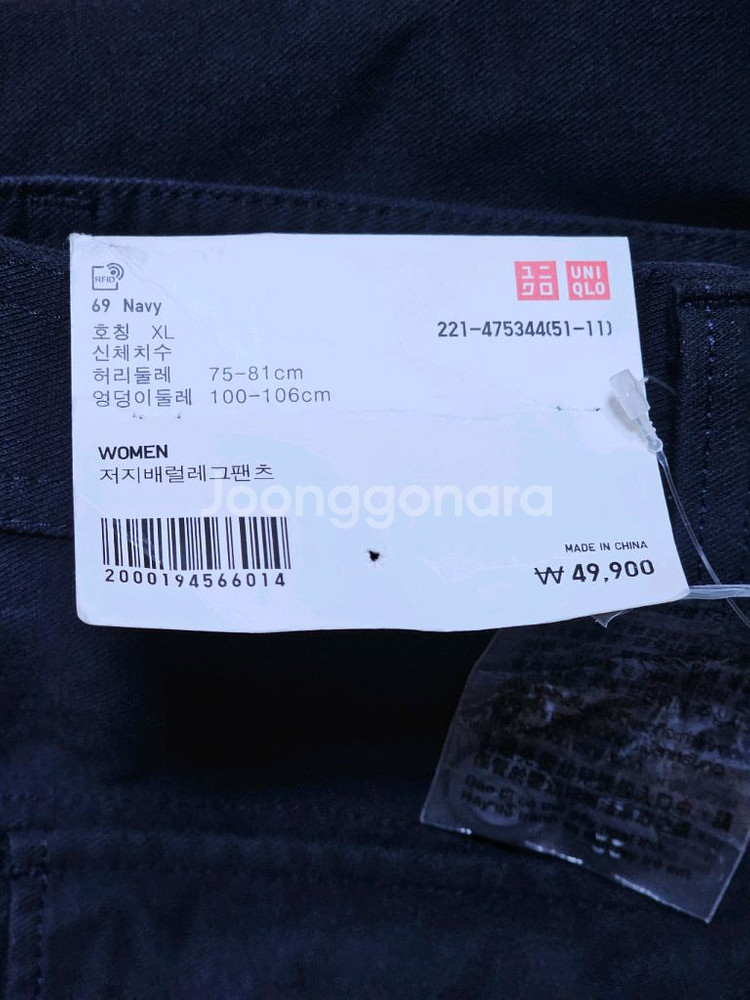 RFID
ユニ
クロ
UNI
QLO
69 Navy
221-475344(51-11)
호칭 XL
신체치수
허리둘레 75-81cm
엉덩이둘레 100-106cm
WOMEN
저지배럴레그팬츠
Joonggonara
2000194566014
MADE IN CHINA
₩ 49,900